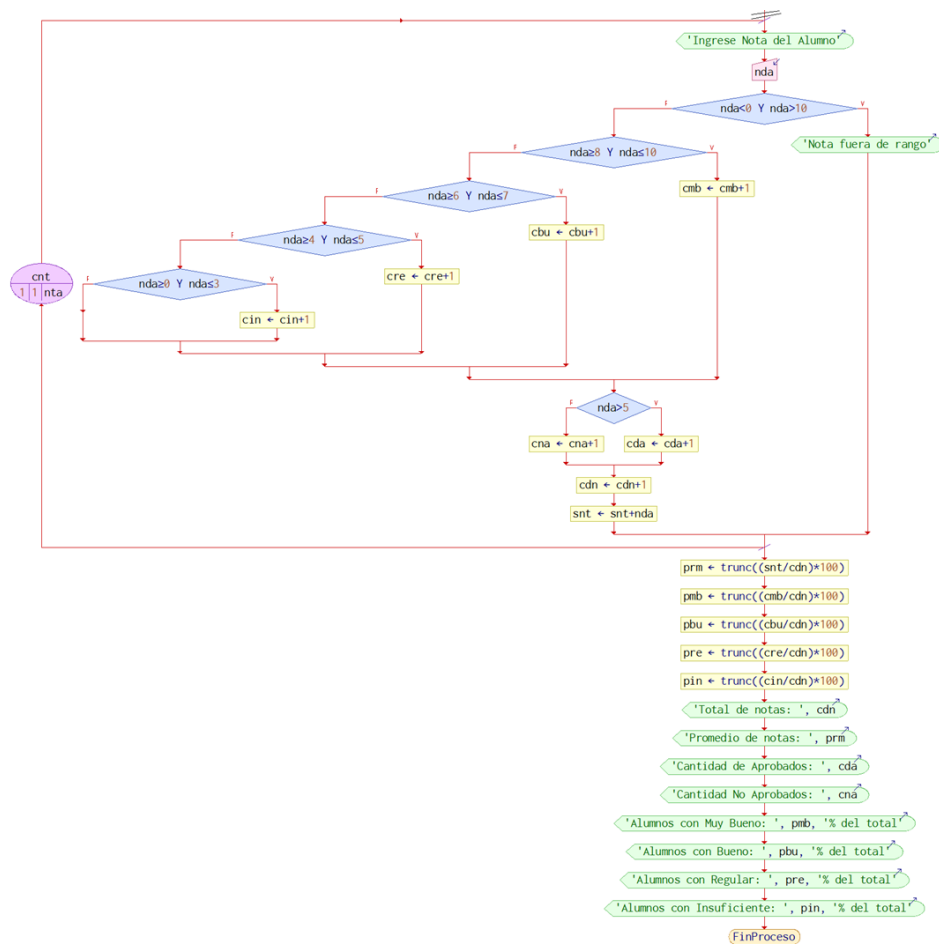 'Ingrese Nota del Alumno'
nda
nda<0 Y nda>10
F
V
'Nota fuera de rango'
nda≥8 Y nda≤10
F
V
cmb ← cmb+1
nda≥6 Y nda≤7
F
V
cbu ← cbu+1
nda≥4 Y nda≤5
F
V
cre ← cre+1
nda≥0 Y nda≤3
F
V
cin ← cin+1
cnt
1 1 nta
nda>5
F
V
cna ← cna+1
cda ← cda+1
cdn ← cdn+1
snt ← snt+nda
prm ← trunc((snt/cdn)*100)
pmb ← trunc((cmb/cdn)*100)
pbu ← trunc((cbu/cdn)*100)
pre ← trunc((cre/cdn)*100)
pin ← trunc((cin/cdn)*100)
'Total de notas: ', cdn
'Promedio de notas: ', prm
'Cantidad de Aprobados: ', cda
'Cantidad No Aprobados: ', cna
'Alumnos con Muy Bueno: ', pmb, '% del total'
'Alumnos con Bueno: ', pbu, '% del total'
'Alumnos con Regular: ', pre, '% del total'
'Alumnos con Insuficiente: ', pin, '% del total'
FinProceso